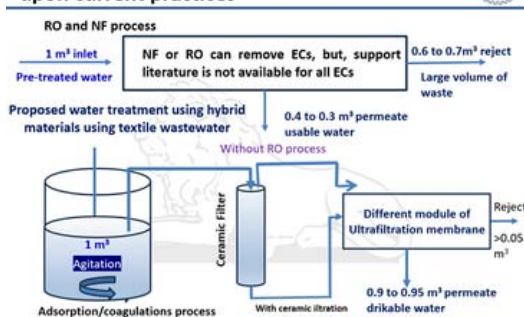 RO and NF process
1 m³ inlet
Pre-treated water
NF or RO can remove ECs, but, support
literature is not available for all ECs
0.6 to 0.7m³ reject
Large volume of
waste
0.4 to 0.3 m³ permeate
usable water
Proposed water treatment using hybrid
materials using textile wastewater
Without RO process
1 m³
Agitation
Adsorption/coagulations process
Ceramic Filter
With ceramic iltration
Different module of
Ultrafiltration membrane
Reject
>0.05
m³
0.9 to 0.95 m³ permeate
drikable water